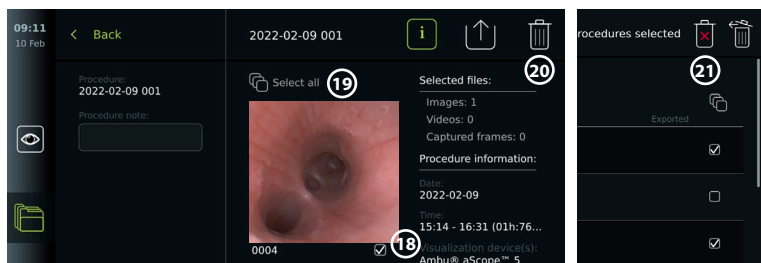 09:11
10 Feb
Back
2022-02-09 001
i
rocedures selected
20
21
Procedure:
2022-02-09 001
Procedure note:
Select all
19
Selected files:
Images: 1
Videos: 0
Captured frames: 0
Procedure information:
Date:
2022-02-09
Time:
15:14 - 16:31 (01h:76...
Visualization device(s):
Ambu® aScope™ 5
0004
18
Exported